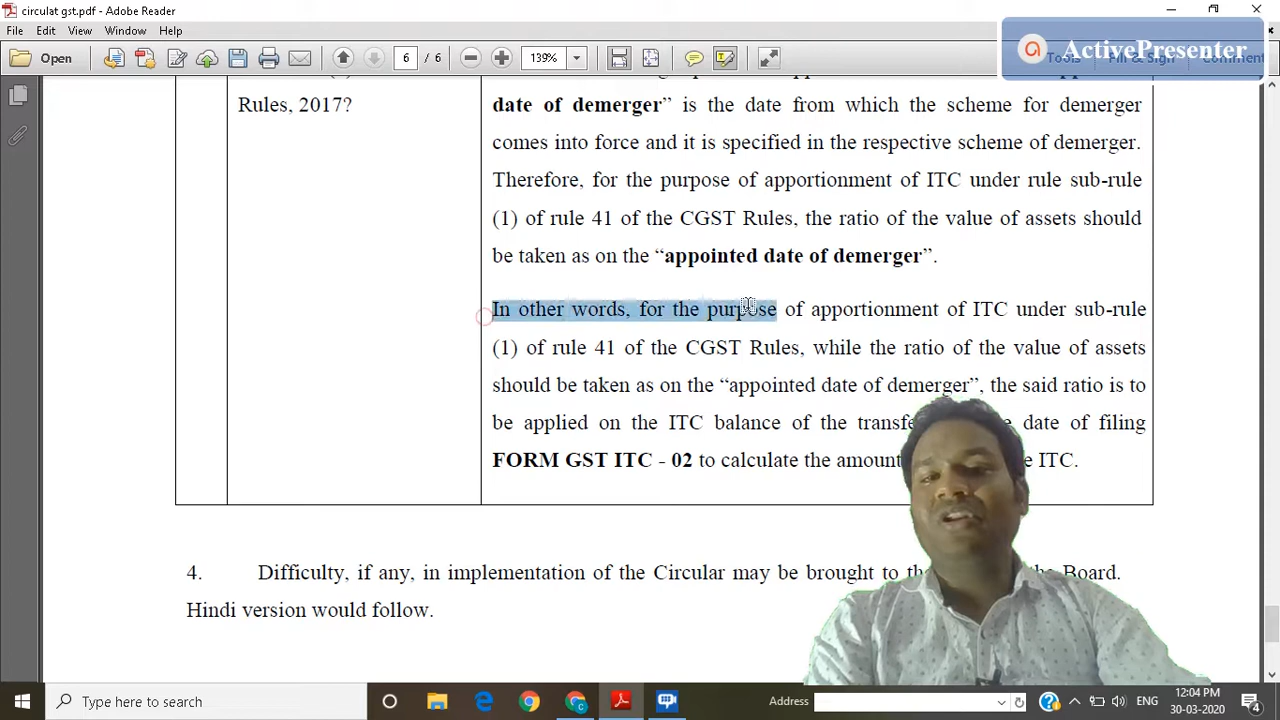 circulat gst.pdf - Adobe Reader
File Edit View Window Help
ActivePresenter
Open 6 / 6 139% Tools Fill & Sign Comment
Rules, 2017?
date of demerger” is the date from which the scheme for demerger
comes into force and it is specified in the respective scheme of demerger.
Therefore, for the purpose of apportionment of ITC under rule sub-rule
(1) of rule 41 of the CGST Rules, the ratio of the value of assets should
be taken as on the “appointed date of demerger”.
In other words, for the purpose of apportionment of ITC under sub-rule
(1) of rule 41 of the CGST Rules, while the ratio of the value of assets
should be taken as on the “appointed date of demerger”, the said ratio is to
be applied on the ITC balance of the date of filing
FORM GST ITC - 02 to calculate the amount ITC.
4. Difficulty, if any, in implementation of the Circular may be brought to the Board.
Hindi version would follow.
Type here to search
Address
ENG
12:04 PM
30-03-2020
4